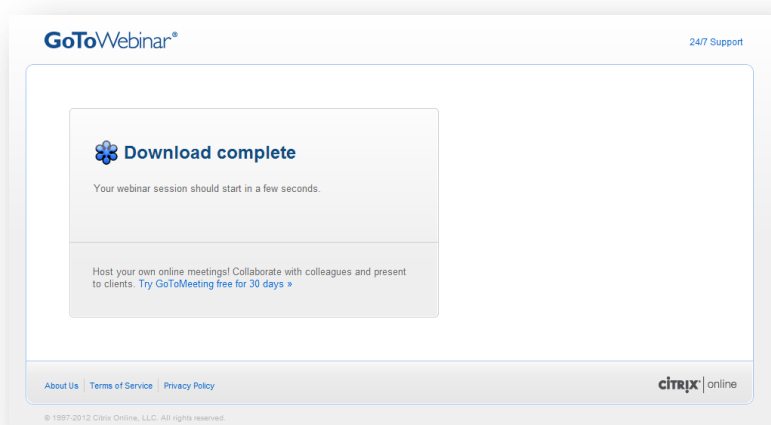 GoToWebinar®
24/7 Support
Download complete
Your webinar session should start in a few seconds.
Host your own online meetings! Collaborate with colleagues and present
to clients. Try GoToMeeting free for 30 days »
About Us | Terms of Service | Privacy Policy
CİTRIX® | online
© 1997-2012 Citrix Online, LLC. All rights reserved.